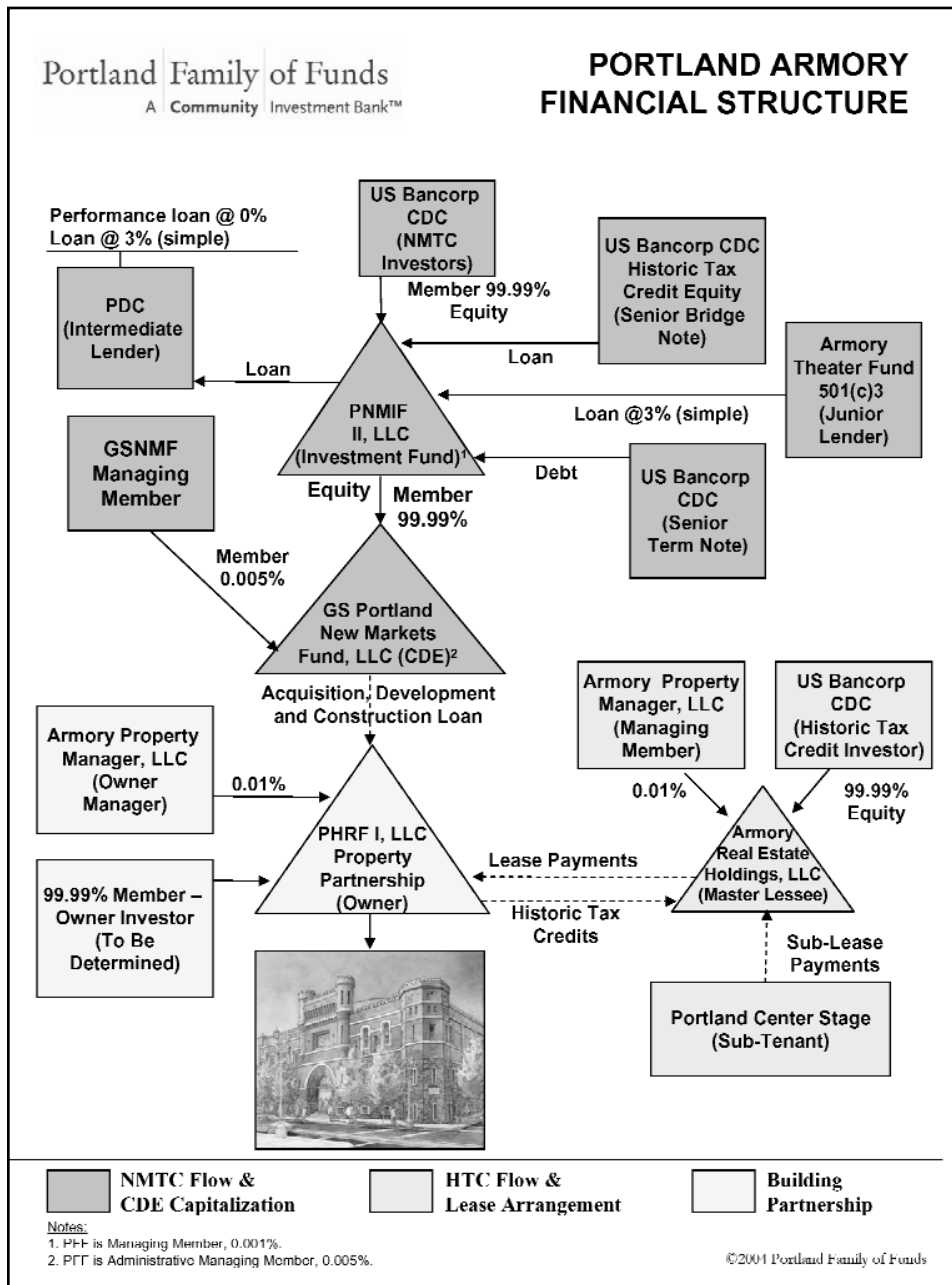 Portland Family of Funds
A Community Investment Bank™
PORTLAND ARMORY
FINANCIAL STRUCTURE
Performance loan @ 0%
Loan @ 3% (simple)
PDC
(Intermediate
Lender)
US Bancorp
CDC
(NMTC
Investors)
US Bancorp CDC
Historic Tax
Credit Equity
(Senior Bridge
Note)
Member 99.99%
Equity
Loan
Loan
Armory
Theater Fund
501(c)3
(Junior
Lender)
Loan @3% (simple)
PNMIF
II, LLC
(Investment Fund)1
GSNMF
Managing
Member
Debt
US Bancorp
CDC
(Senior
Term Note)
Equity
Member
99.99%
Member
0.005%
GS Portland
New Markets
Fund, LLC (CDE)2
Acquisition, Development
and Construction Loan
Armory Property
Manager, LLC
(Managing
Member)
US Bancorp
CDC
(Historic Tax
Credit Investor)
Armory Property
Manager, LLC
(Owner
Manager)
0.01%
0.01%
99.99%
Equity
PHRF I, LLC
Property
Partnership
(Owner)
Armory
Real Estate
Holdings, LLC
(Master Lessee)
Lease Payments
Historic Tax
Credits
99.99% Member –
Owner Investor
(To Be
Determined)
Sub-Lease
Payments
Portland Center Stage
(Sub-Tenant)
NMTC Flow &
CDE Capitalization
HTC Flow &
Lease Arrangement
Building
Partnership
Notes:
1. PFF is Managing Member, 0.001%.
2. PFF is Administrative Managing Member, 0.005%.
©2004 Portland Family of Funds